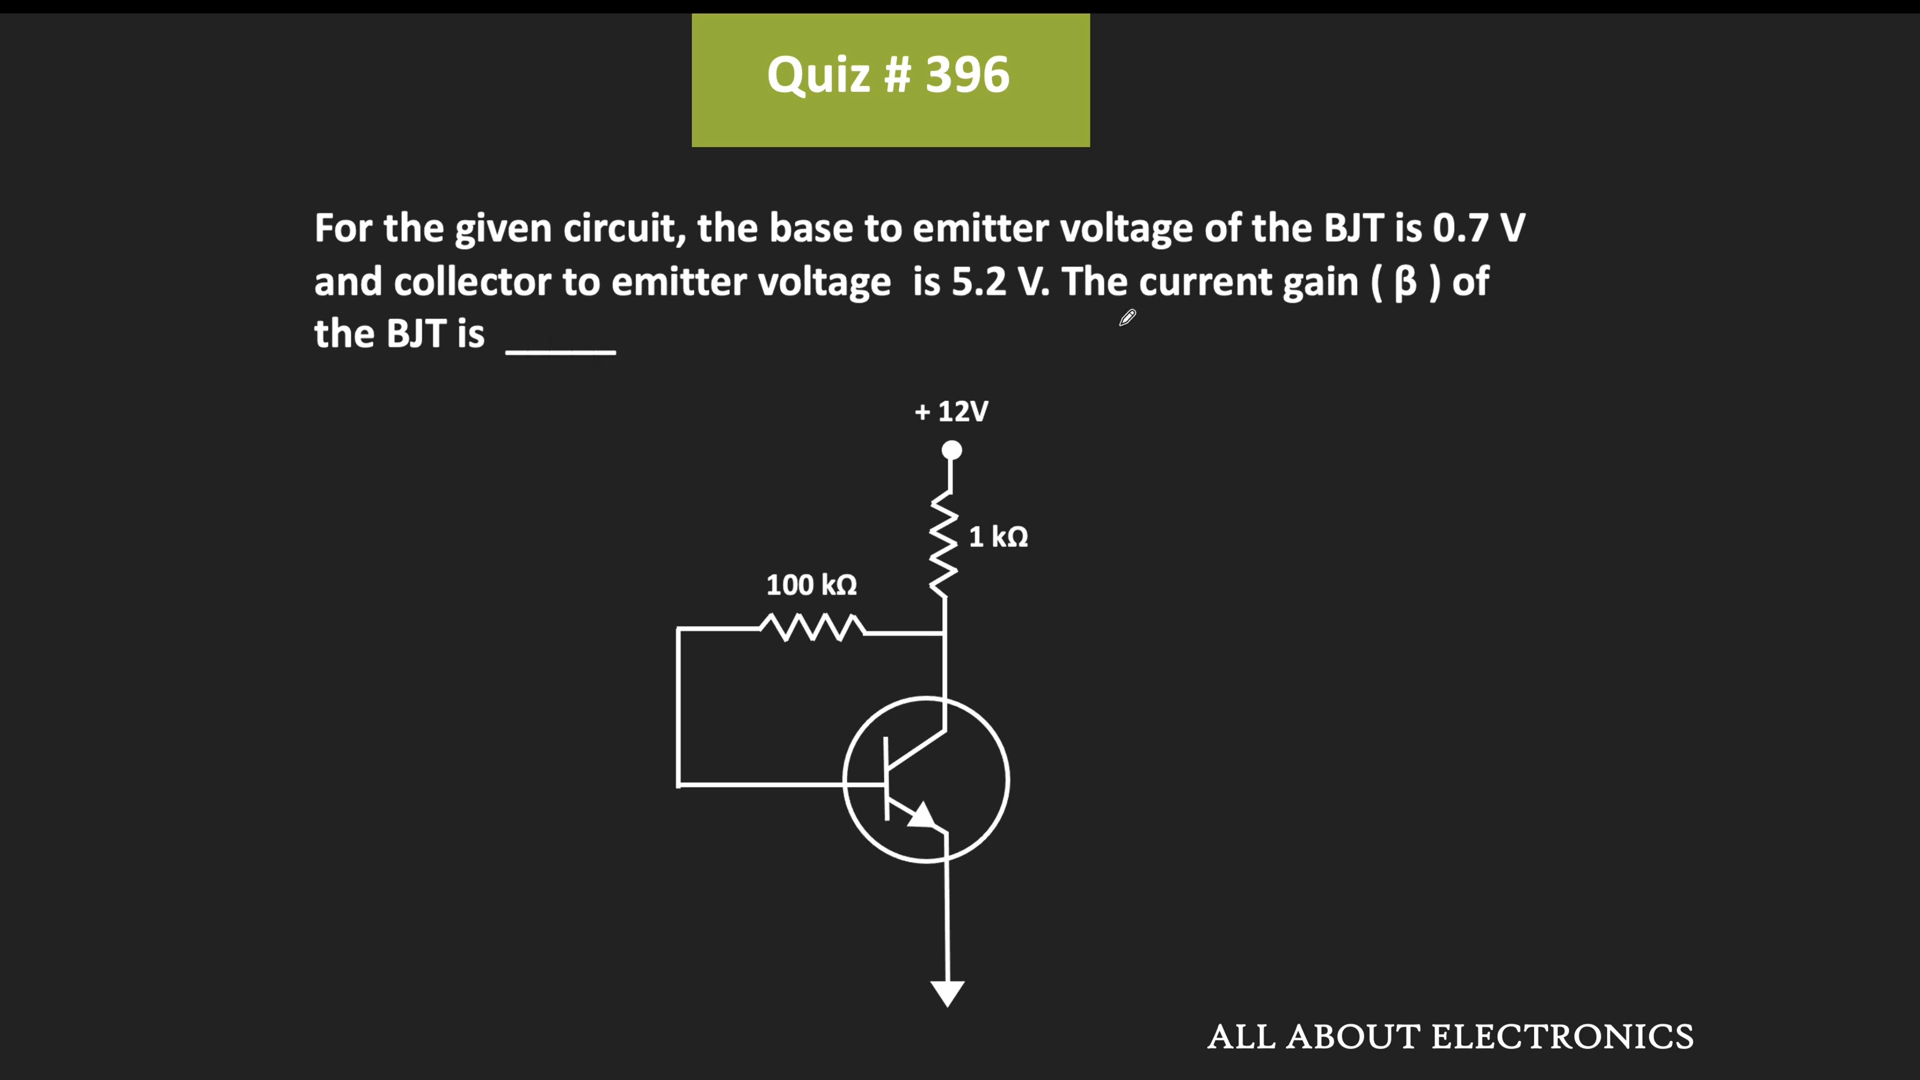 Quiz # 396
For the given circuit, the base to emitter voltage of the BJT is 0.7 V
and collector to emitter voltage is 5.2 V. The current gain ( β ) of
the BJT is _____
+ 12V
1 kΩ
100 kΩ
ALL ABOUT ELECTRONICS